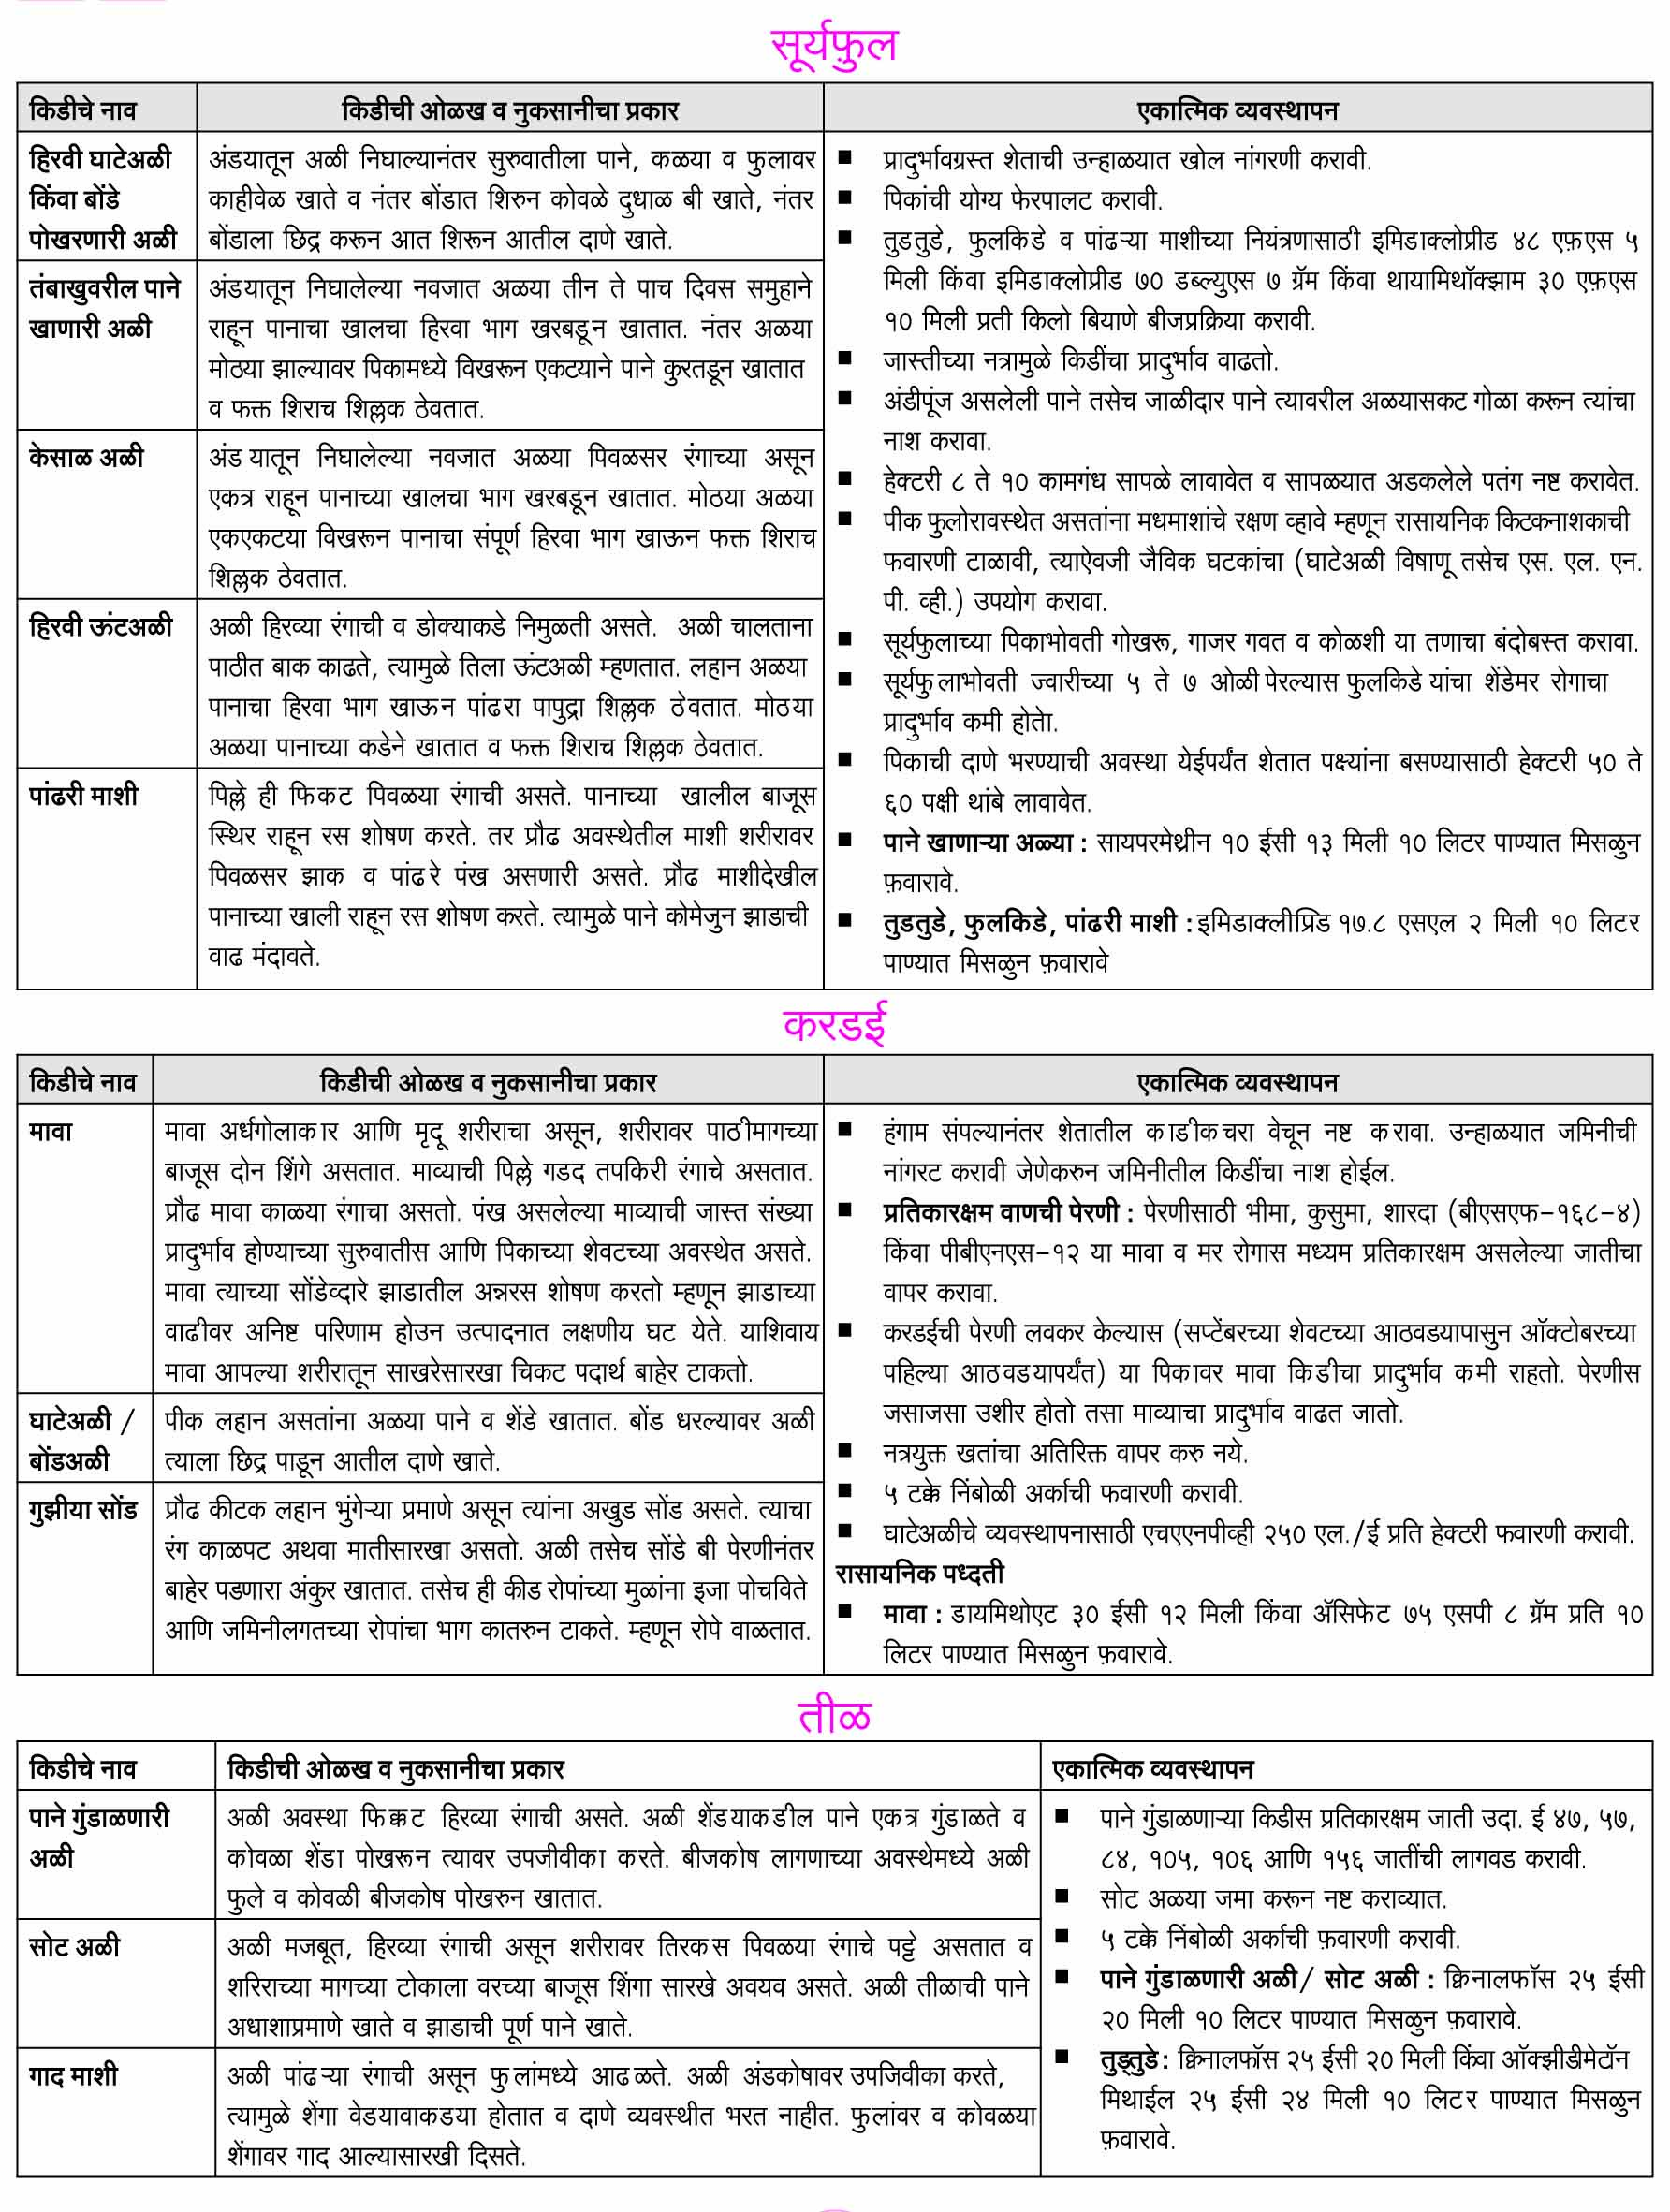 सूर्यफुल
किडीचे नाव
किडीची ओळख व नुकसानीचा प्रकार
एकात्मिक व्यवस्थापन
हिरवी घाटेअळी
किंवा बोंडे
पोखरणारी अळी
अंडयातून अळी निघाल्यानंतर सुरुवातीला पाने, कळया व फुलावर
काहीवेळ खाते व नंतर बोंडात शिरुन कोवळे दुधाळ बी खाते, नंतर
बोंडाला छिद्र करून आत शिरून आतील दाणे खाते.
तंबाखुवरील पाने
खाणारी अळी
अंडयातून निघालेल्या नवजात अळया तीन ते पाच दिवस समुहाने
राहून पानाचा खालचा हिरवा भाग खरबडून खातात. नंतर अळया
मोठया झाल्यावर पिकामध्ये विखरून एकटयाने पाने कुरतडून खातात
व फक्त शिराच शिल्लक ठेवतात.
केसाळ अळी
अंडयातून निघालेल्या नवजात अळया पिवळसर रंगाच्या असून
एकत्र राहून पानाच्या खालचा भाग खरबडून खातात. मोठया अळया
एकएकटया विखरून पानाचा संपूर्ण हिरवा भाग खाऊन फक्त शिराच
शिल्लक ठेवतात.
हिरवी ऊंटअळी
अळी हिरव्या रंगाची व डोक्याकडे निमुळती असते. अळी चालताना
पाठीत बाक काढते, त्यामुळे तिला ऊंटअळी म्हणतात. लहान अळया
पानाचा हिरवा भाग खाऊन पांढरा पापुद्रा शिल्लक ठेवतात. मोठया
अळया पानाच्या कडेने खातात व फक्त शिराच शिल्लक ठेवतात.
पांढरी माशी
पिल्ले ही फिकट पिवळया रंगाची असते. पानाच्या खालील बाजूस
स्थिर राहून रस शोषण करते. तर प्रौढ अवस्थेतील माशी शरीरावर
पिवळसर झाक व पांढरे पंख असणारी असते. प्रौढ माशीदेखील
पानाच्या खाली राहून रस शोषण करते. त्यामुळे पाने कोमेजुन झाडाची
वाढ मंदावते.
■ प्रादुर्भावग्रस्त शेताची उन्हाळयात खोल नांगरणी करावी.
■ पिकांची योग्य फेरपालट करावी.
■ तुडतुडे, फुलकिडे व पांढऱ्या माशीच्या नियंत्रणासाठी इमिडाक्लोप्रीड ४८ एफ़एस ५
मिली किंवा इमिडाक्लोप्रीड ७० डब्ल्युएस ७ ग्रॅम किंवा थायामिथॉक्झाम ३० एफ़एस
१० मिली प्रती किलो बियाणे बीजप्रक्रिया करावी.
■ जास्तीच्या नत्रामुळे किडींचा प्रादुर्भाव वाढतो.
■ अंडीपूंज असलेली पाने तसेच जाळीदार पाने त्यावरील अळयासकट गोळा करून त्यांचा
नाश करावा.
■ हेक्टरी ८ ते १० कामगंध सापळे लावावेत व सापळयात अडकलेले पतंग नष्ट करावेत.
■ पीक फुलोरावस्थेत असतांना मधमाशांचे रक्षण व्हावे म्हणून रासायनिक किटकनाशकाची
फवारणी टाळावी, त्याऐवजी जैविक घटकांचा (घाटेअळी विषाणू तसेच एस. एल. एन.
पी. व्ही.) उपयोग करावा.
■ सूर्यफुलाच्या पिकाभोवती गोखरू, गाजर गवत व कोळशी या तणाचा बंदोबस्त करावा.
■ सूर्यफुलाभोवती ज्वारीच्या ५ ते ७ ओळी पेरल्यास फुलकिडे यांचा शेंडेमर रोगाचा
प्रादुर्भाव कमी होतेा.
■ पिकाची दाणे भरण्याची अवस्था येईपर्यंत शेतात पक्ष्यांना बसण्यासाठी हेक्टरी ५० ते
६० पक्षी थांबे लावावेत.
■ पाने खाणाऱ्या अळ्या : सायपरमेथ्रीन १० ईसी १३ मिली १० लिटर पाण्यात मिसळुन
फ़वारावे.
■ तुडतुडे, फुलकिडे, पांढरी माशी : इमिडाक्लीप्रिड १७.८ एसएल २ मिली १० लिटर
पाण्यात मिसळुन फ़वारावे
करडई
किडीचे नाव
किडीची ओळख व नुकसानीचा प्रकार
एकात्मिक व्यवस्थापन
मावा
मावा अर्धगोलाकार आणि मृदू शरीराचा असून, शरीरावर पाठीमागच्या
बाजूस दोन शिंगे असतात. माव्याची पिल्ले गडद तपकिरी रंगाचे असतात.
प्रौढ मावा काळया रंगाचा असतो. पंख असलेल्या माव्याची जास्त संख्या
प्रादुर्भाव होण्याच्या सुरुवातीस आणि पिकाच्या शेवटच्या अवस्थेत असते.
मावा त्याच्या सोंडेव्दारे झाडातील अन्नरस शोषण करतो म्हणून झाडाच्या
वाढीवर अनिष्ट परिणाम होउन उत्पादनात लक्षणीय घट येते. याशिवाय
मावा आपल्या शरीरातून साखरेसारखा चिकट पदार्थ बाहेर टाकतो.
घाटेअळी /
बोंडअळी
पीक लहान असतांना अळया पाने व शेंडे खातात. बोंड धरल्यावर अळी
त्याला छिद्र पाडून आतील दाणे खाते.
गुझीया सोंड
प्रौढ कीटक लहान भुंगेऱ्या प्रमाणे असून त्यांना अखुड सोंड असते. त्याचा
रंग काळपट अथवा मातीसारखा असतो. अळी तसेच सोंडे बी पेरणीनंतर
बाहेर पडणारा अंकुर खातात. तसेच ही कीड रोपांच्या मुळांना इजा पोचविते
आणि जमिनीलगतच्या रोपांचा भाग कातरुन टाकते. म्हणून रोपे वाळतात.
■ हंगाम संपल्यानंतर शेतातील काडीकचरा वेचून नष्ट करावा. उन्हाळयात जमिनीची
नांगरट करावी जेणेकरुन जमिनीतील किडींचा नाश होईल.
■ प्रतिकारक्षम वाणची पेरणी : पेरणीसाठी भीमा, कुसुमा, शारदा (बीएसएफ-१६८-४)
किंवा पीबीएनएस-१२ या मावा व मर रोगास मध्यम प्रतिकारक्षम असलेल्या जातीचा
वापर करावा.
■ करडईची पेरणी लवकर केल्यास (सप्टेंबरच्या शेवटच्या आठवडयापासुन ऑक्टोबरच्या
पहिल्या आठवडयापर्यंत) या पिकावर मावा किडीचा प्रादुर्भाव कमी राहतो. पेरणीस
जसाजसा उशीर होतो तसा माव्याचा प्रादुर्भाव वाढत जातो.
■ नत्रयुक्त खतांचा अतिरिक्त वापर करु नये.
■ ५ टक्के निंबोळी अर्काची फवारणी करावी.
■ घाटेअळीचे व्यवस्थापनासाठी एचएएनपीव्ही २५० एल./ई प्रति हेक्टरी फवारणी करावी.
रासायनिक पध्दती
■ मावा : डायमिथोएट ३० ईसी १२ मिली किंवा ॲसिफेट ७५ एसपी ८ ग्रॅम प्रति १०
लिटर पाण्यात मिसळुन फ़वारावे.
तीळ
किडीचे नाव
किडीची ओळख व नुकसानीचा प्रकार
एकात्मिक व्यवस्थापन
पाने गुंडाळणारी
अळी
अळी अवस्था फिक्कट हिरव्या रंगाची असते. अळी शेंडयाकडील पाने एकत्र गुंडाळते व
कोवळा शेंडा पोखरून त्यावर उपजीवीका करते. बीजकोष लागणाच्या अवस्थेमध्ये अळी
फुले व कोवळी बीजकोष पोखरुन खातात.
सोट अळी
अळी मजबूत, हिरव्या रंगाची असून शरीरावर तिरकस पिवळया रंगाचे पट्टे असतात व
शरिराच्या मागच्या टोकाला वरच्या बाजूस शिंगा सारखे अवयव असते. अळी तीळाची पाने
अधाशाप्रमाणे खाते व झाडाची पूर्ण पाने खाते.
गाद माशी
अळी पांढऱ्या रंगाची असून फुलांमध्ये आढळते. अळी अंडकोषावर उपजिवीका करते,
त्यामुळे शेंगा वेडयावाकडया होतात व दाणे व्यवस्थीत भरत नाहीत. फुलांवर व कोवळया
शेंगावर गाद आल्यासारखी दिसते.
■ पाने गुंडाळणाऱ्या किडीस प्रतिकारक्षम जाती उदा. ई ४७, ५७,
८४, १०५, १०६ आणि १५६ जातींची लागवड करावी.
■ सोट अळया जमा करून नष्ट कराव्यात.
■ ५ टक्के निंबोळी अर्काची फ़वारणी करावी.
■ पाने गुंडाळणारी अळी/ सोट अळी : क्विनालफॉस २५ ईसी
२० मिली १० लिटर पाण्यात मिसळुन फ़वारावे.
■ तुड्तुडे : क्विनालफॉस २५ ईसी २० मिली किंवा ऑक्झीडीमेटॉन
मिथाईल २५ ईसी २४ मिली १० लिटर पाण्यात मिसळुन
फ़वारावे.